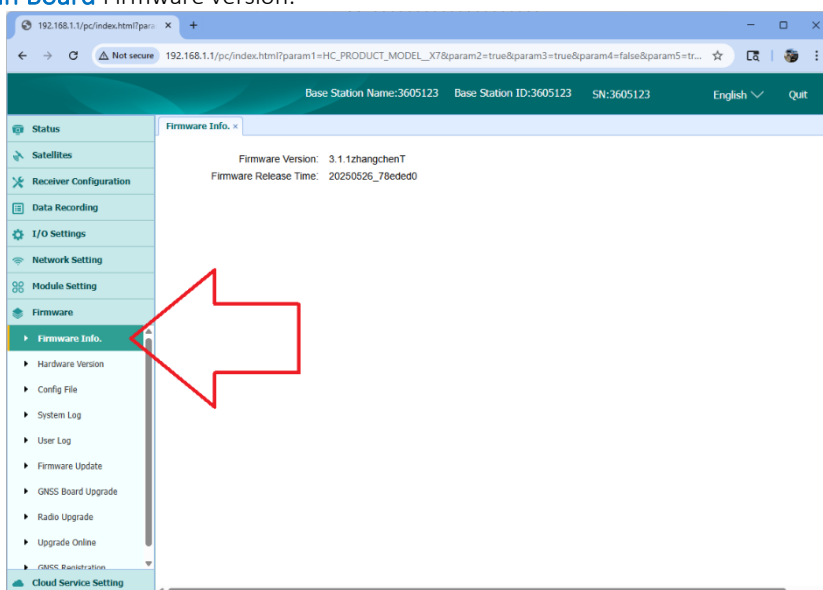 in Board Firmware version.
192.168.1.1/pc/index.html?para
Not secure
192.168.1.1/pc/index.html?param1=HC_PRODUCT_MODEL__X7&param2=true&param3=true&param4=false&param5=tr...
Base Station Name:3605123 Base Station ID:3605123 SN:3605123 English Quit
Status
Firmware Info. ×
Satellites
Receiver Configuration
Data Recording
I/O Settings
Network Setting
Module Setting
Firmware
Firmware Info.
Hardware Version
Config File
System Log
User Log
Firmware Update
GNSS Board Upgrade
Radio Upgrade
Upgrade Online
GNSS Registration
Cloud Service Setting
Firmware Version: 3.1.1zhangchenT
Firmware Release Time: 20250526_78eded0